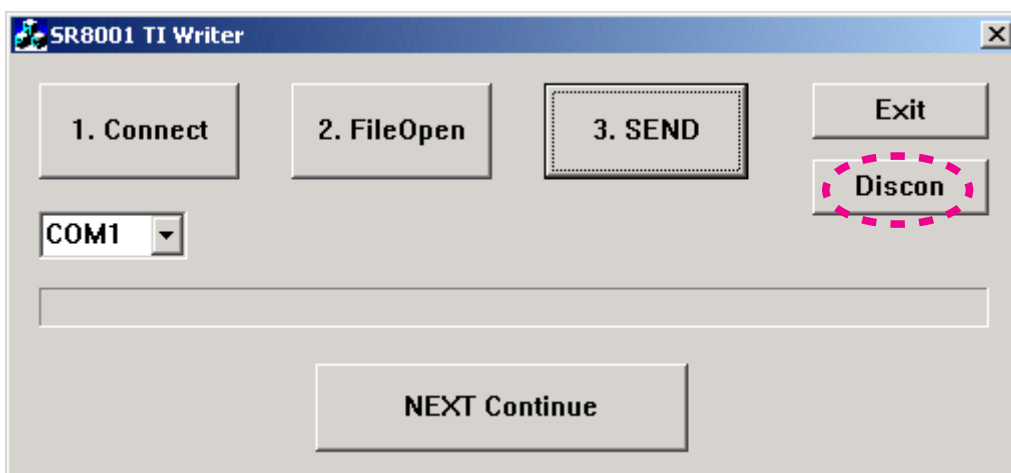 SR8001 TI Writer
1. Connect
2. FileOpen
3. SEND
Exit
Discon
COM1
NEXT Continue